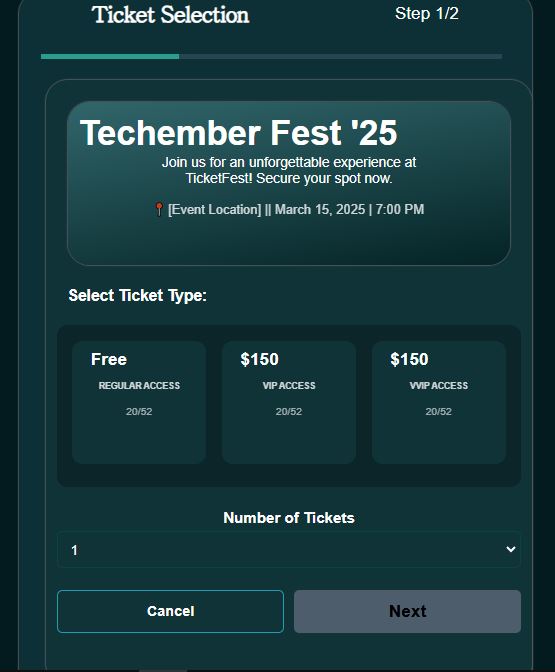 Ticket Selection
Step 1/2
Techember Fest '25
Join us for an unforgettable experience at
TicketFest! Secure your spot now.
📍 [Event Location] || March 15, 2025 | 7:00 PM
Select Ticket Type:
Free
REGULAR ACCESS
20/52
$150
VIP ACCESS
20/52
$150
VVIP ACCESS
20/52
Number of Tickets
1
Cancel
Next